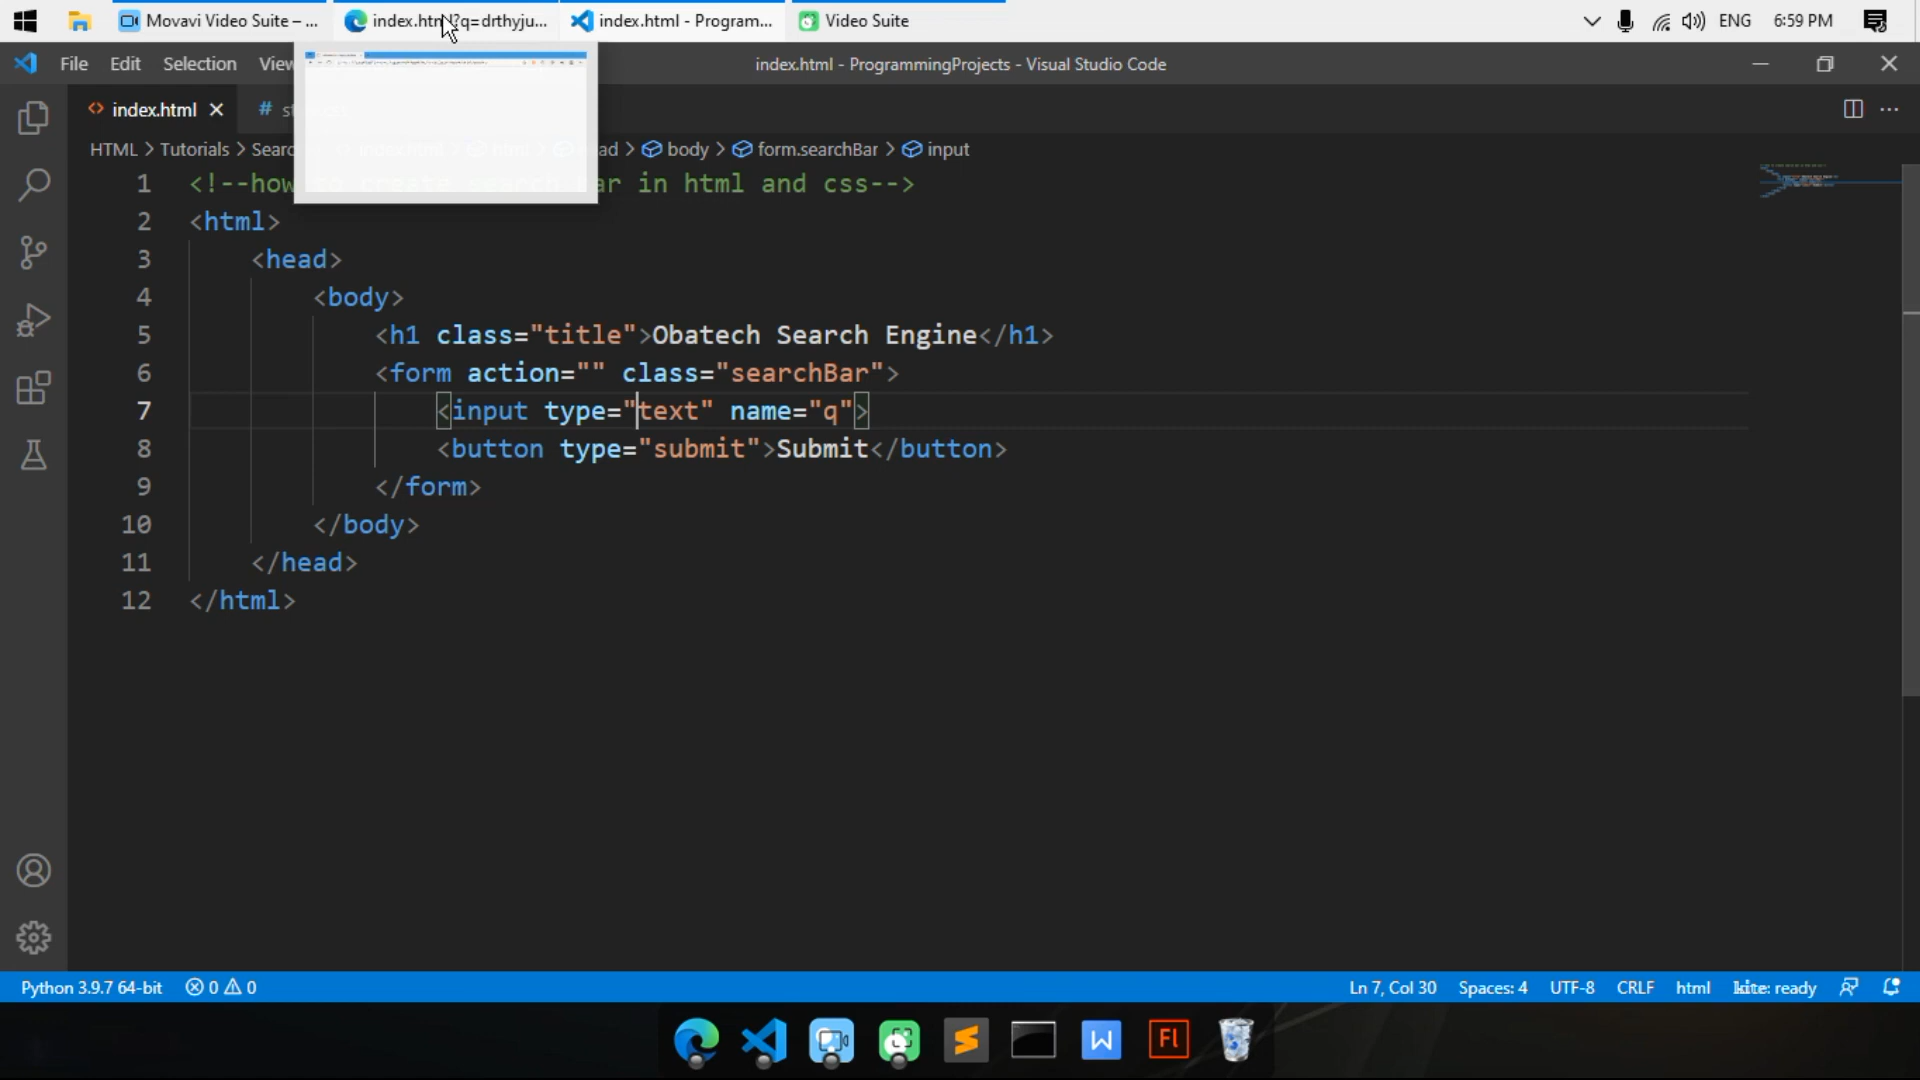 Movavi Video Suite – ... index.html?q=drthyju... index.html - Program... Video Suite ENG 6:59 PM
File Edit Selection View index.html - ProgrammingProjects - Visual Studio Code
index.html
HTML > Tutorials > Searc ad > body > form.searchBar > input
1 <!--how to create search bar in html and css-->
2 <html>
3 <head>
4 <body>
5 <h1 class="title">Obatech Search Engine</h1>
6 <form action="" class="searchBar">
7 <input type="text" name="q">
8 <button type="submit">Submit</button>
9 </form>
10 </body>
11 </head>
12 </html>
Python 3.9.7 64-bit 0 0 Ln 7, Col 30 Spaces: 4 UTF-8 CRLF html kite: ready
W Fl